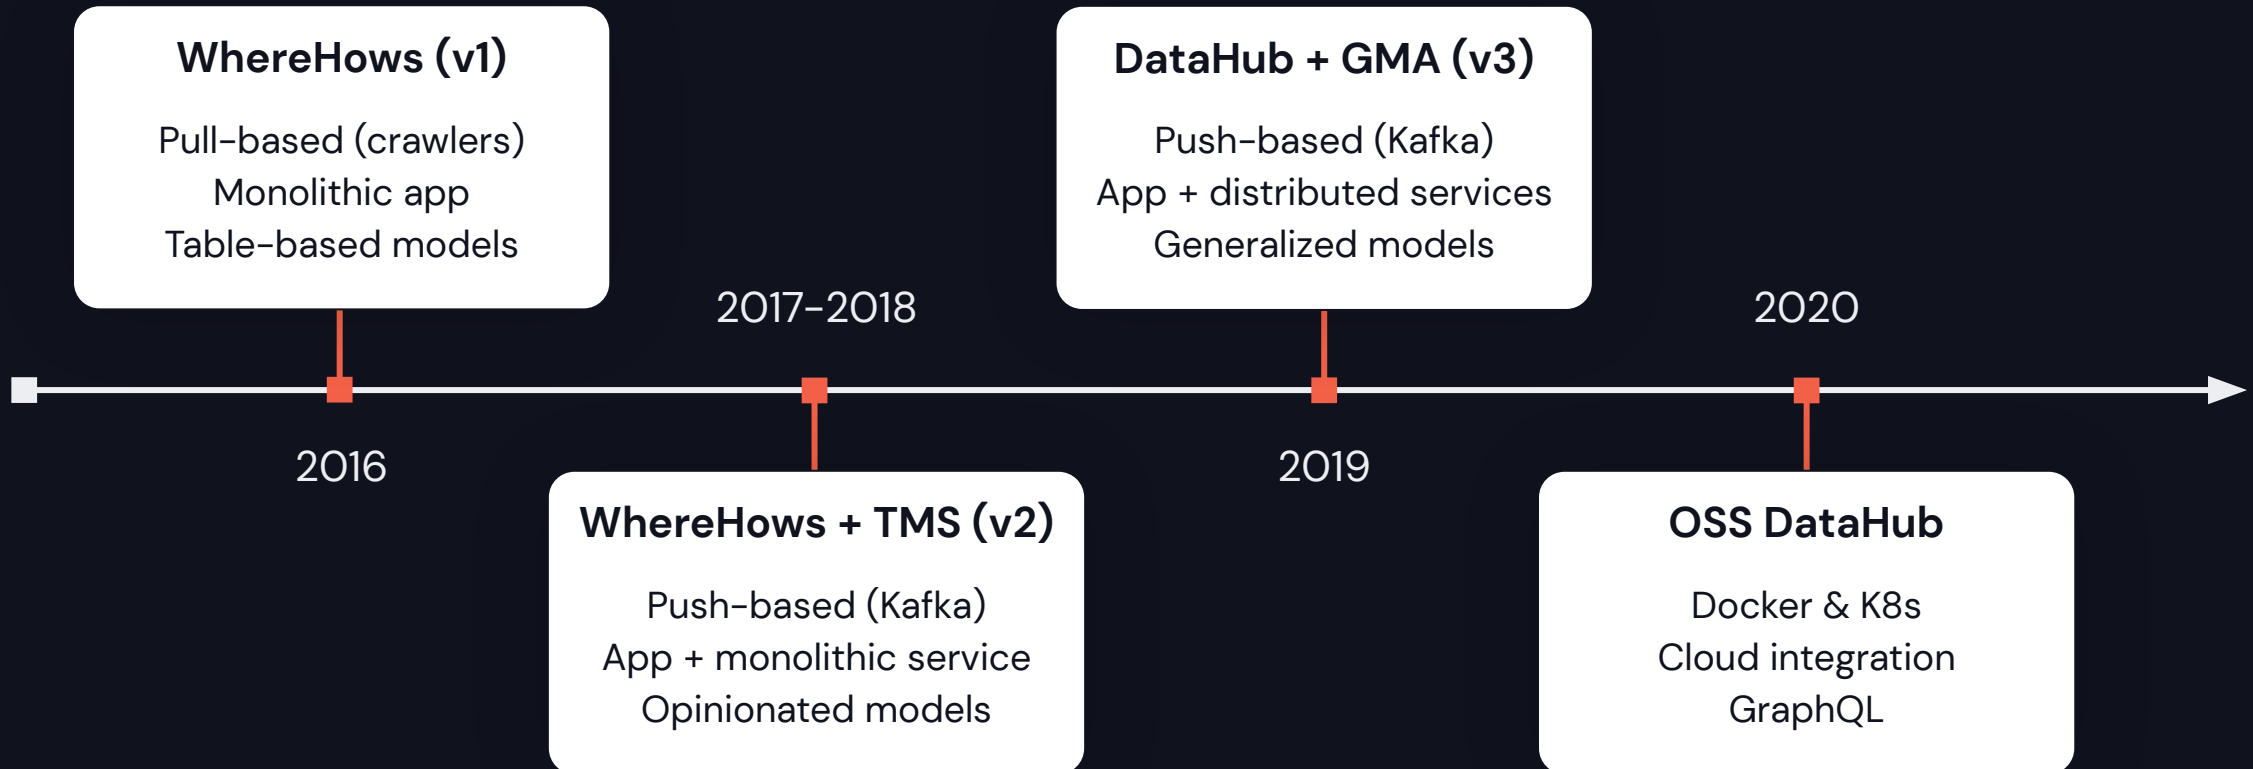 WhereHows (v1)
Pull-based (crawlers)
Monolithic app
Table-based models
2016
2017-2018
WhereHows + TMS (v2)
Push-based (Kafka)
App + monolithic service
Opinionated models
DataHub + GMA (v3)
Push-based (Kafka)
App + distributed services
Generalized models
2019
2020
OSS DataHub
Docker & K8s
Cloud integration
GraphQL